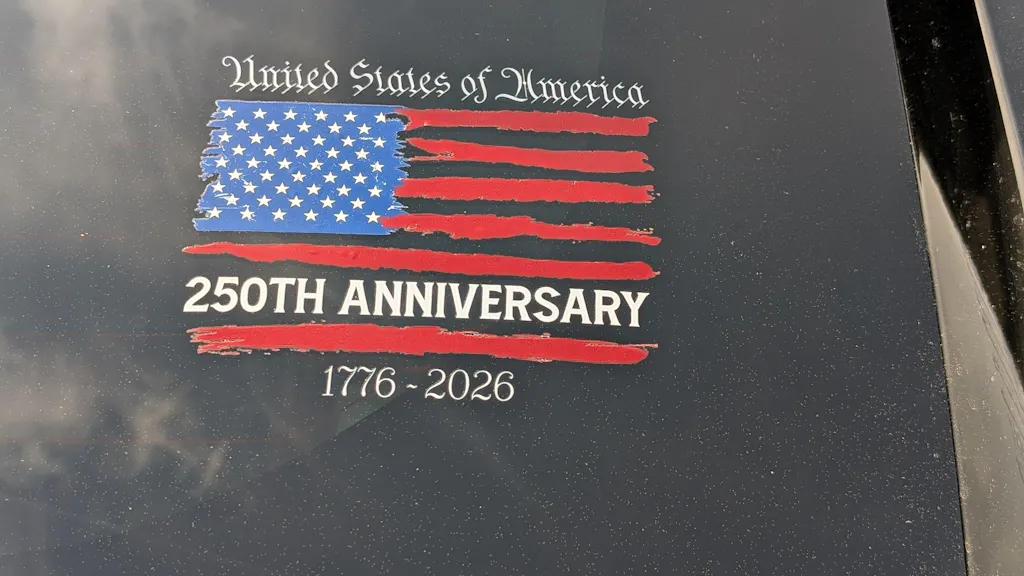 United States of America
250TH ANNIVERSARY
1776 - 2026